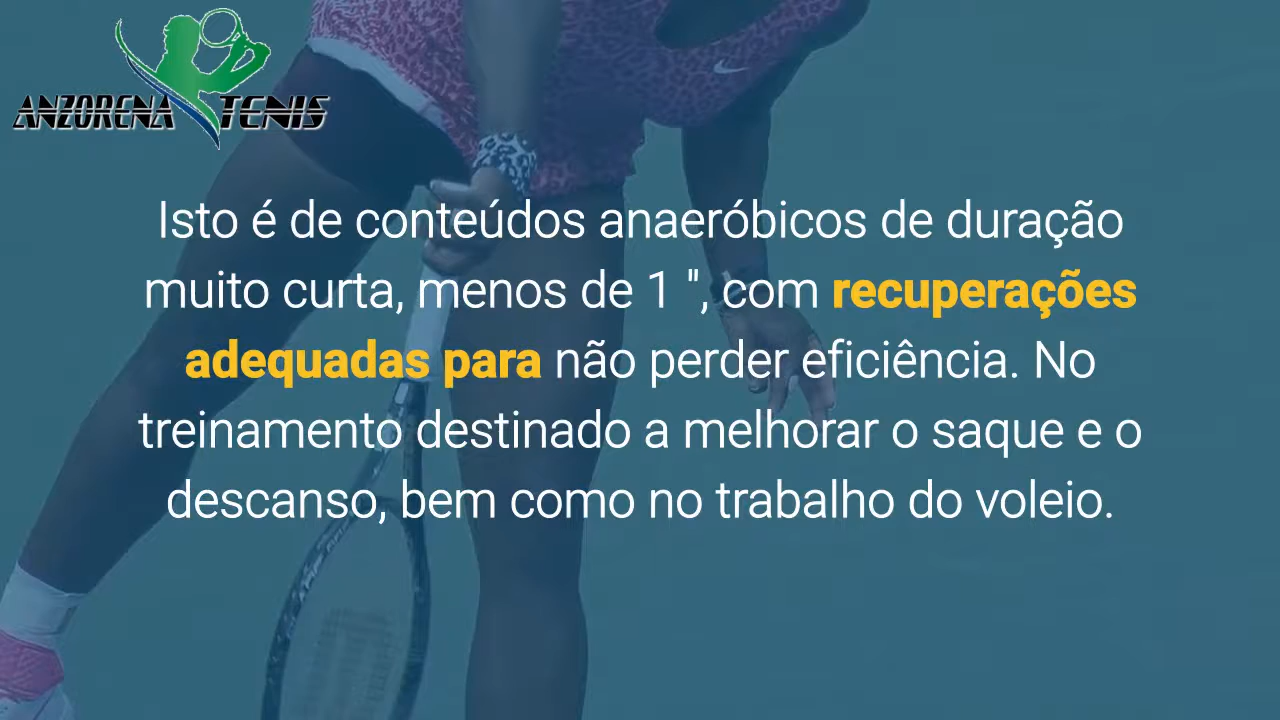 ANZORENA TENIS
Isto é de conteúdos anaeróbicos de duração
muito curta, menos de 1 ", com recuperações
adequadas para não perder eficiência. No
treinamento destinado a melhorar o saque e o
descanso, bem como no trabalho do voleio.